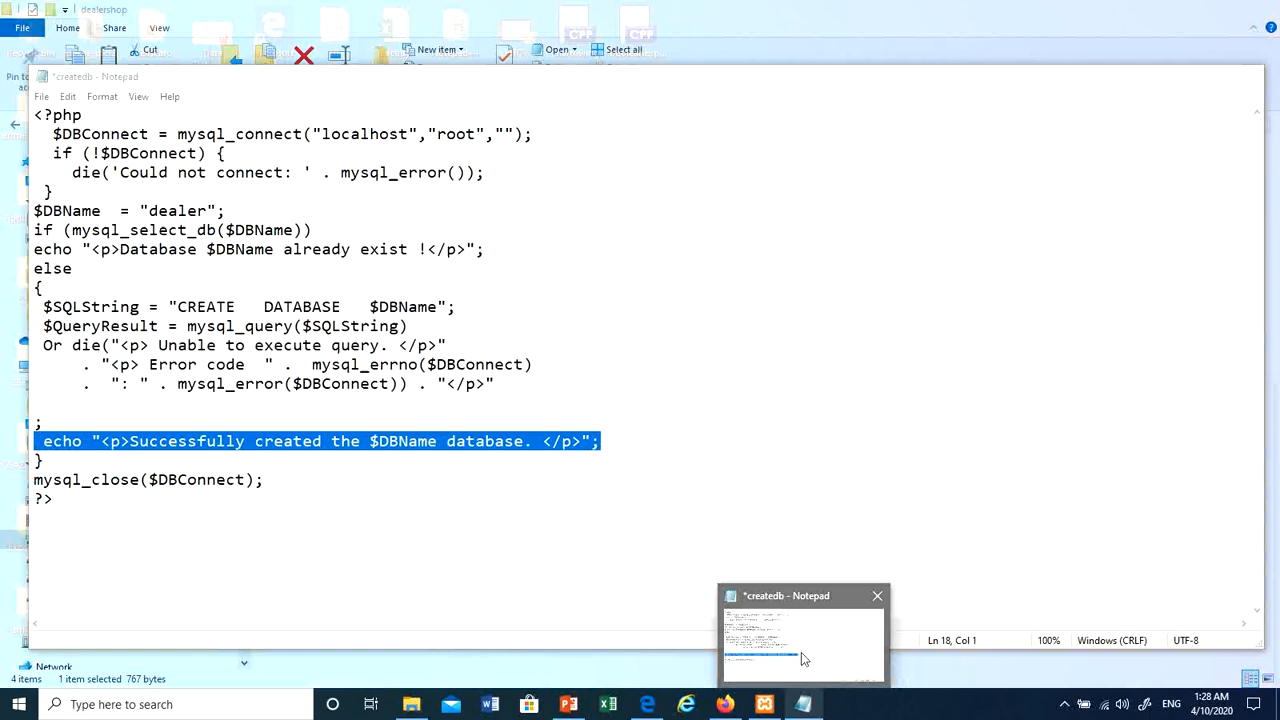 dealershop
File Home Share View
Cut New item Open Select all
Pin to
*createdb - Notepad
File Edit Format View Help
<?php
$DBConnect = mysql_connect("localhost","root","");
if (!$DBConnect) {
die('Could not connect: ' . mysql_error());
}
$DBName = "dealer";
if (mysql_select_db($DBName))
echo "<p>Database $DBName already exist !</p>";
else
{
$SQLString = "CREATE DATABASE $DBName";
$QueryResult = mysql_query($SQLString)
Or die("<p> Unable to execute query. </p>"
. "<p> Error code " . mysql_errno($DBConnect)
. ": " . mysql_error($DBConnect)) . "</p>"
;
echo "<p>Successfully created the $DBName database. </p>";
}
mysql_close($DBConnect);
?>
*createdb - Notepad
Ln 18, Col 1 100% Windows (CRLF) UTF-8
Network
4 items 1 item selected 767 bytes
Type here to search
ENG
1:28 AM
4/10/2020